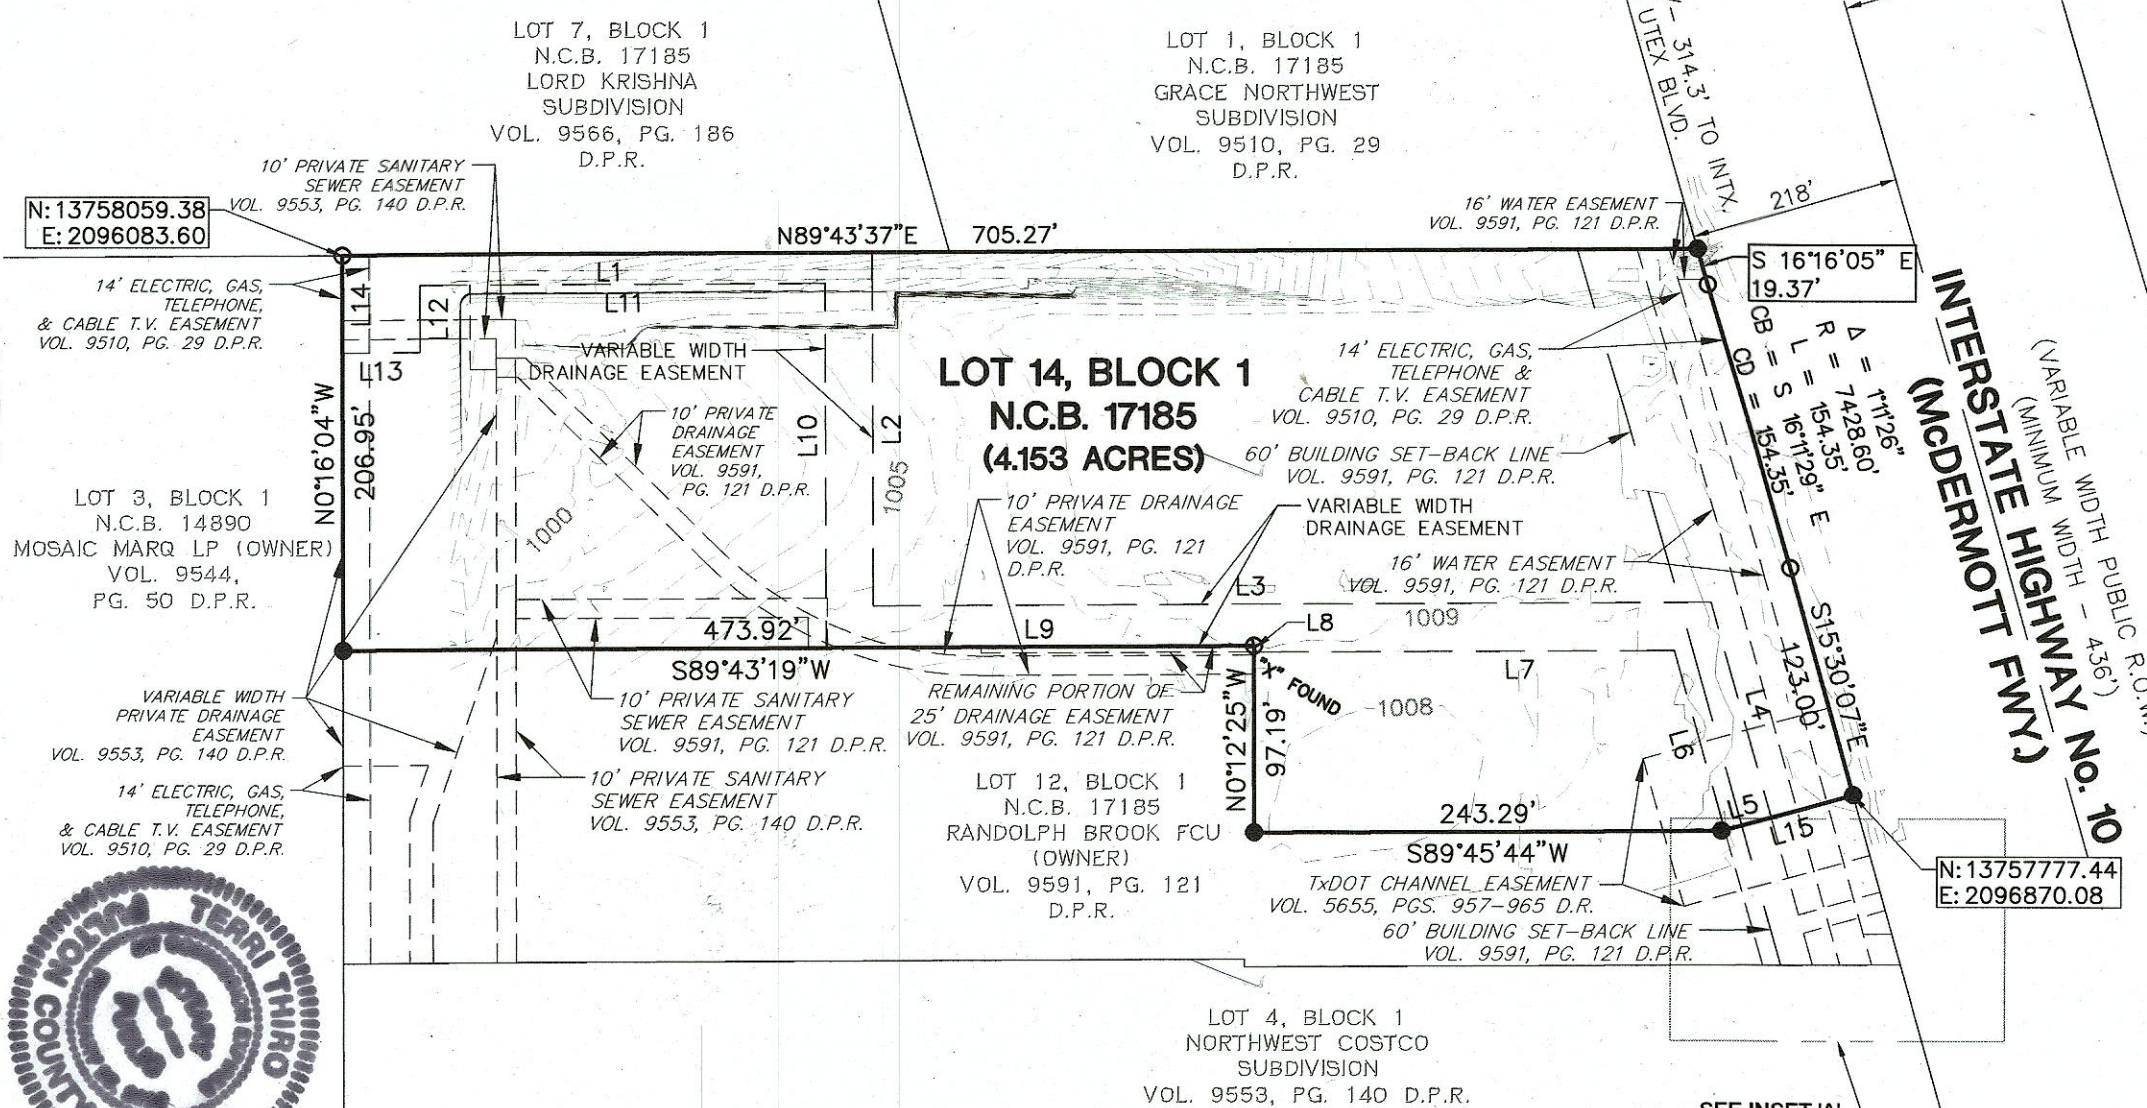 LOT 7, BLOCK 1
N.C.B. 17185
LORD KRISHNA
SUBDIVISION
VOL. 9566, PG. 186
D.P.R.
LOT 1, BLOCK 1
N.C.B. 17185
GRACE NORTHWEST
SUBDIVISION
VOL. 9510, PG. 29
D.P.R.
314.3' TO INTX.
UTEX BLVD.
218'
10' PRIVATE SANITARY
SEWER EASEMENT
VOL. 9553, PG. 140 D.P.R.
N: 13758059.38
E: 2096083.60
16' WATER EASEMENT
VOL. 9591, PG. 121 D.P.R.
N89°43'37"E 705.27'
S 16°16'05" E
19.37'
14' ELECTRIC, GAS,
TELEPHONE,
& CABLE T.V. EASEMENT
VOL. 9510, PG. 29 D.P.R.
L14
L12
L1
L11
L13
VARIABLE WIDTH
DRAINAGE EASEMENT
LOT 14, BLOCK 1
N.C.B. 17185
(4.153 ACRES)
14' ELECTRIC, GAS,
TELEPHONE &
CABLE T.V. EASEMENT
VOL. 9510, PG. 29 D.P.R.
Δ = 1°11'26"
R = 7428.60'
L = 154.35'
CB = S 16°11'29" E
CD = 154.35'
INTERSTATE HIGHWAY No. 10
(McDERMOTT FWY.)
(VARIABLE WIDTH PUBLIC R.O.W.)
(MINIMUM WIDTH - 436')
N0°16'04"W
206.95'
10' PRIVATE
DRAINAGE
EASEMENT
VOL. 9591,
PG. 121 D.P.R.
L10
L2
1005
1000
60' BUILDING SET-BACK LINE
VOL. 9591, PG. 121 D.P.R.
LOT 3, BLOCK 1
N.C.B. 14890
MOSAIC MARQ LP (OWNER)
VOL. 9544,
PG. 50 D.P.R.
10' PRIVATE DRAINAGE
EASEMENT
VOL. 9591, PG. 121
D.P.R.
VARIABLE WIDTH
DRAINAGE EASEMENT
16' WATER EASEMENT
VOL. 9591, PG. 121 D.P.R.
L3
1009
473.92'
L9
L8
S89°43'19"W
"X" FOUND
L7
S15°30'07"E
123.00'
L4
L6
1008
VARIABLE WIDTH
PRIVATE DRAINAGE
EASEMENT
VOL. 9553, PG. 140 D.P.R.
10' PRIVATE SANITARY
SEWER EASEMENT
VOL. 9591, PG. 121 D.P.R.
REMAINING PORTION OF
25' DRAINAGE EASEMENT
VOL. 9591, PG. 121 D.P.R.
N0°12'25"W
97.19'
14' ELECTRIC, GAS,
TELEPHONE,
& CABLE T.V. EASEMENT
VOL. 9510, PG. 29 D.P.R.
10' PRIVATE SANITARY
SEWER EASEMENT
VOL. 9553, PG. 140 D.P.R.
LOT 12, BLOCK 1
N.C.B. 17185
RANDOLPH BROOK FCU
(OWNER)
VOL. 9591, PG. 121
D.P.R.
243.29'
S89°45'44"W
L5
L15
N: 13757777.44
E: 2096870.08
TxDOT CHANNEL EASEMENT
VOL. 5655, PGS. 957-965 D.R.
60' BUILDING SET-BACK LINE
VOL. 9591, PG. 121 D.P.R.
TERRI THIRO
LOT 4, BLOCK 1
NORTHWEST COSTCO
SUBDIVISION
VOL. 9553, PG. 140 D.P.R.
SEE INSET 'A'